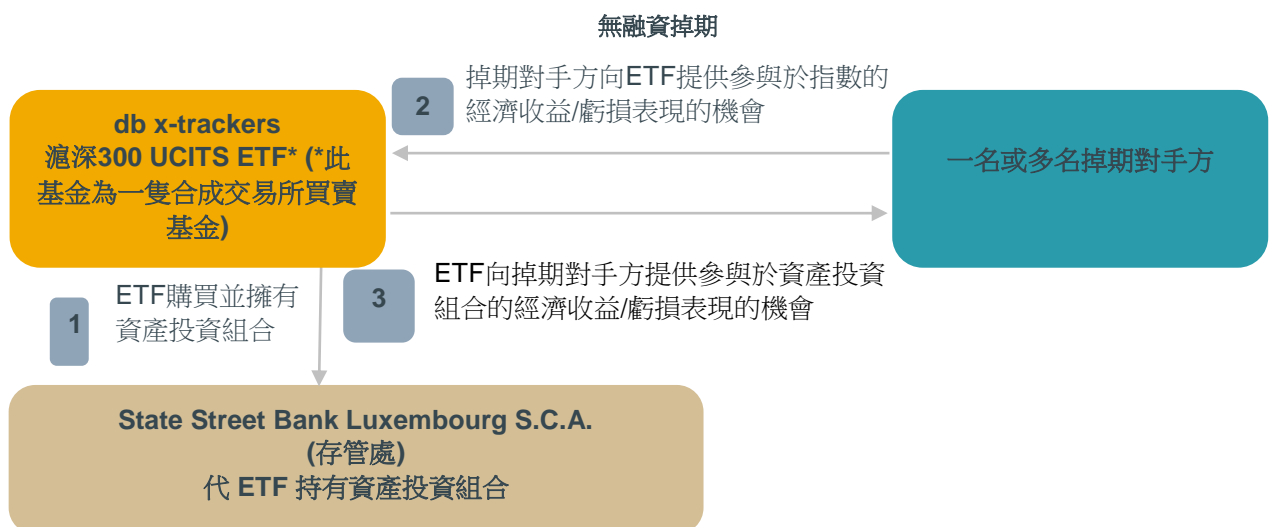 無融資掉期
2
掉期對手方向ETF提供參與於指數的
經濟收益/虧損表現的機會
db x-trackers
滬深300 UCITS ETF* (*此
基金為一隻合成交易所買賣
基金)
一名或多名掉期對手方
1
ETF購買並擁有
資產投資組合
3
ETF向掉期對手方提供參與於資產投資
組合的經濟收益/虧損表現的機會
State Street Bank Luxembourg S.C.A.
(存管處)
代 ETF 持有資產投資組合